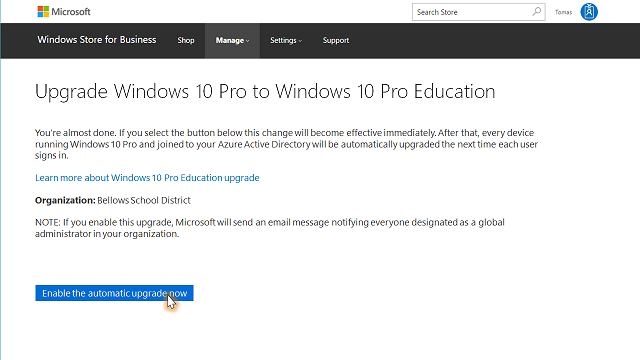 Microsoft
Search Store
Tomas
Windows Store for Business Shop Manage Settings Support
Upgrade Windows 10 Pro to Windows 10 Pro Education
You're almost done. If you select the button below this change will become effective immediately. After that, every device
running Windows 10 Pro and joined to your Azure Active Directory will be automatically upgraded the next time each user
signs in.
Learn more about Windows 10 Pro Education upgrade
Organization: Bellows School District
NOTE: If you enable this upgrade, Microsoft will send an email message notifying everyone designated as a global
administrator in your organization.
Enable the automatic upgrade now